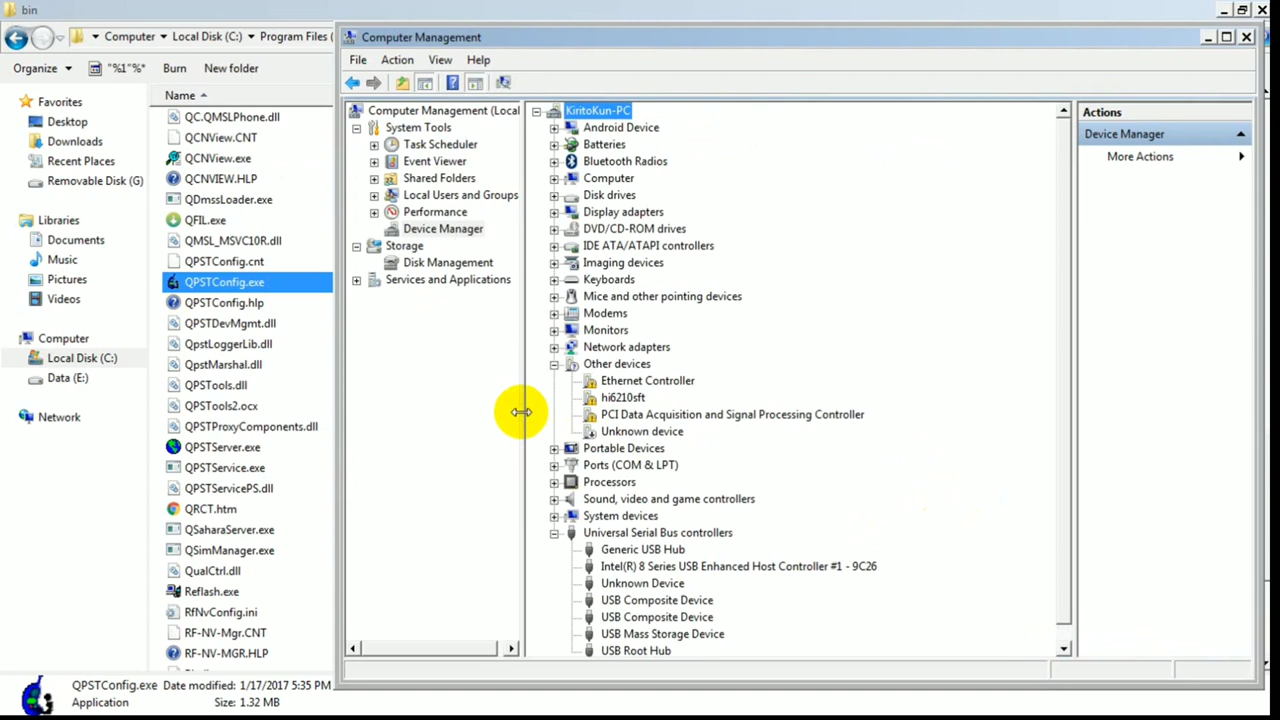 bin
Computer
Local Disk (C:)
Program Files (
Organize
"%1"%*
Burn
New folder
Name
Favorites
Desktop
Downloads
Recent Places
Removable Disk (G)
Libraries
Documents
Music
Pictures
Videos
Computer
Local Disk (C:)
Data (E:)
Network
QC.QMSLPhone.dll
QCNView.CNT
QCNView.exe
QCNVIEW.HLP
QDmssLoader.exe
QFIL.exe
QMSL_MSVC10R.dll
QPSTConfig.cnt
QPSTConfig.exe
QPSTConfig.hlp
QPSTDevMgmt.dll
QpstLoggerLib.dll
QpstMarshal.dll
QPSTools.dll
QPSTools2.ocx
QPSTProxyComponents.dll
QPSTServer.exe
QPSTService.exe
QPSTServicePS.dll
QRCT.htm
QSaharaServer.exe
QSimManager.exe
QualCtrl.dll
Reflash.exe
RfNvConfig.ini
RF-NV-Mgr.CNT
RF-NV-MGR.HLP
QPSTConfig.exe Date modified: 1/17/2017 5:35 PM
Application Size: 1.32 MB
Computer Management
File Action View Help
Computer Management (Local
System Tools
Task Scheduler
Event Viewer
Shared Folders
Local Users and Groups
Performance
Device Manager
Storage
Disk Management
Services and Applications
KiritoKun-PC
Android Device
Batteries
Bluetooth Radios
Computer
Disk drives
Display adapters
DVD/CD-ROM drives
IDE ATA/ATAPI controllers
Imaging devices
Keyboards
Mice and other pointing devices
Modems
Monitors
Network adapters
Other devices
Ethernet Controller
hi6210sft
PCI Data Acquisition and Signal Processing Controller
Unknown device
Portable Devices
Ports (COM & LPT)
Processors
Sound, video and game controllers
System devices
Universal Serial Bus controllers
Generic USB Hub
Intel(R) 8 Series USB Enhanced Host Controller #1 - 9C26
Unknown Device
USB Composite Device
USB Composite Device
USB Mass Storage Device
USB Root Hub
Actions
Device Manager
More Actions